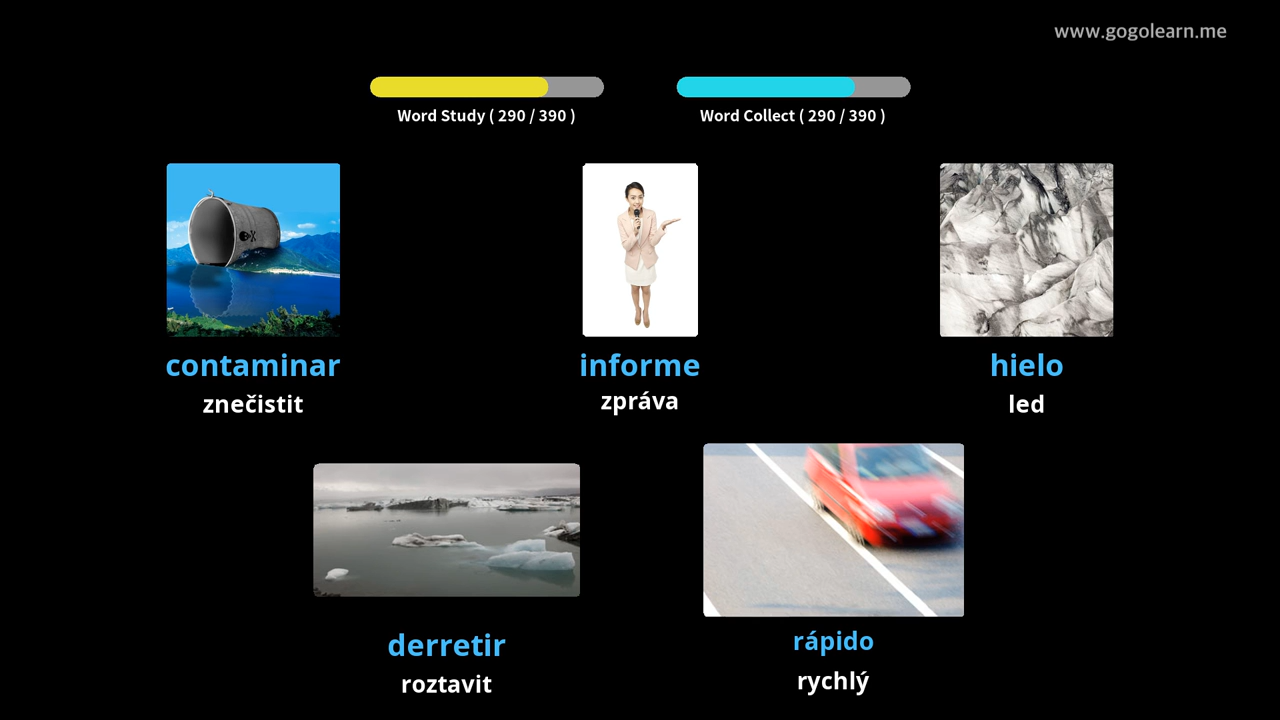 www.gogolearn.me
Word Study ( 290 / 390 )
Word Collect ( 290 / 390 )
contaminar
znečistit
informe
zpráva
hielo
led
derretir
roztavit
rápido
rychlý